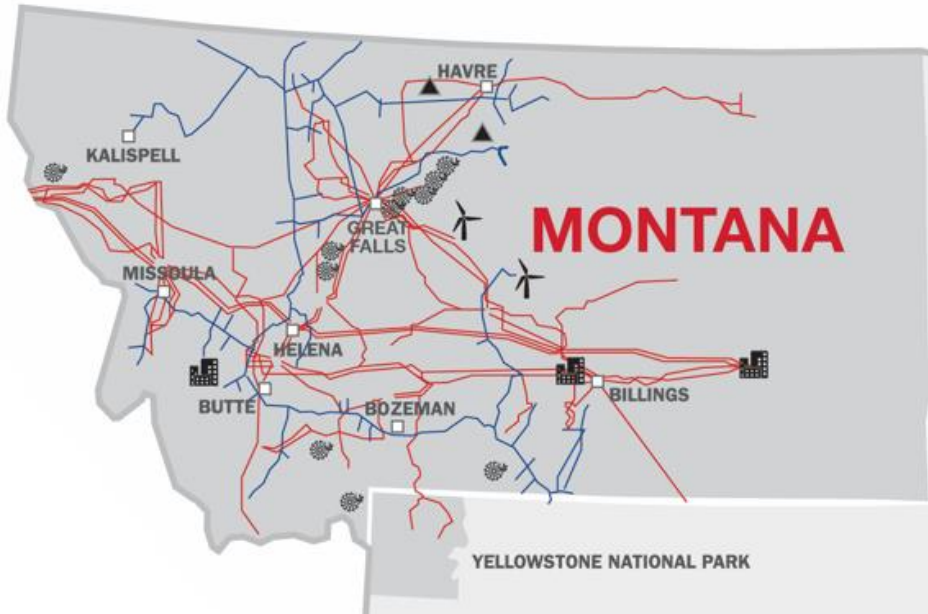 HAVRE
KALISPELL
GREAT
FALLS
MONTANA
MISSOULA
HELENA
BUTTE
BOZEMAN
BILLINGS
YELLOWSTONE NATIONAL PARK